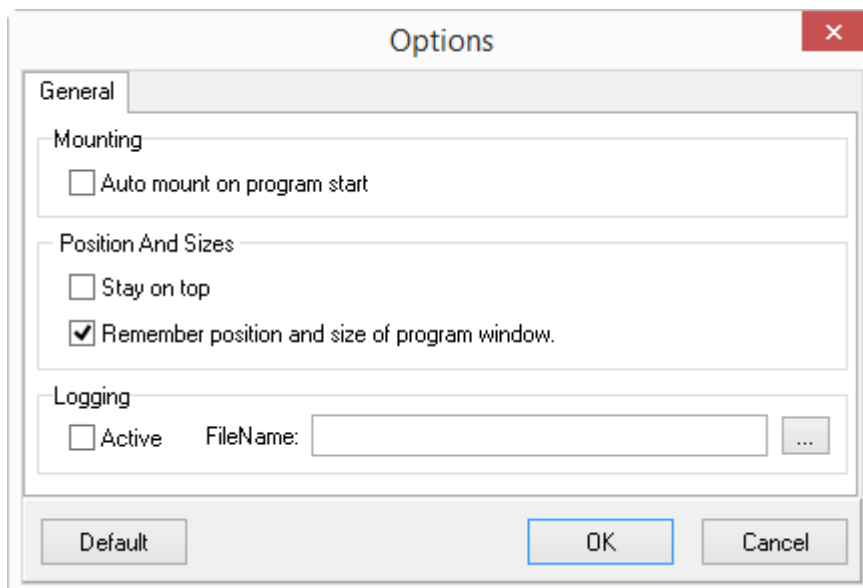 Options
General
Mounting
Auto mount on program start
Position And Sizes
Stay on top
Remember position and size of program window.
Logging
Active FileName: ...
Default OK Cancel